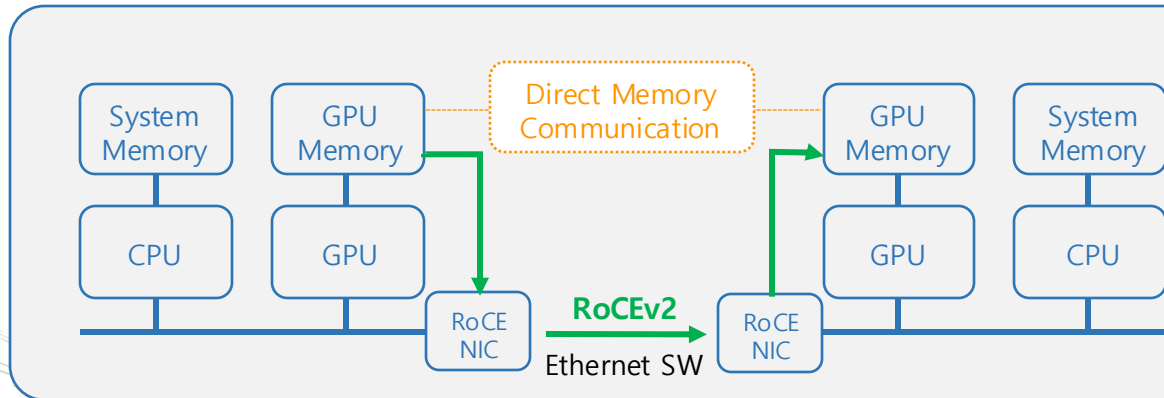 Direct Memory
Communication
System
Memory
GPU
Memory
GPU
Memory
System
Memory
CPU
GPU
GPU
CPU
RoCE
NIC
RoCEv2
Ethernet SW
RoCE
NIC